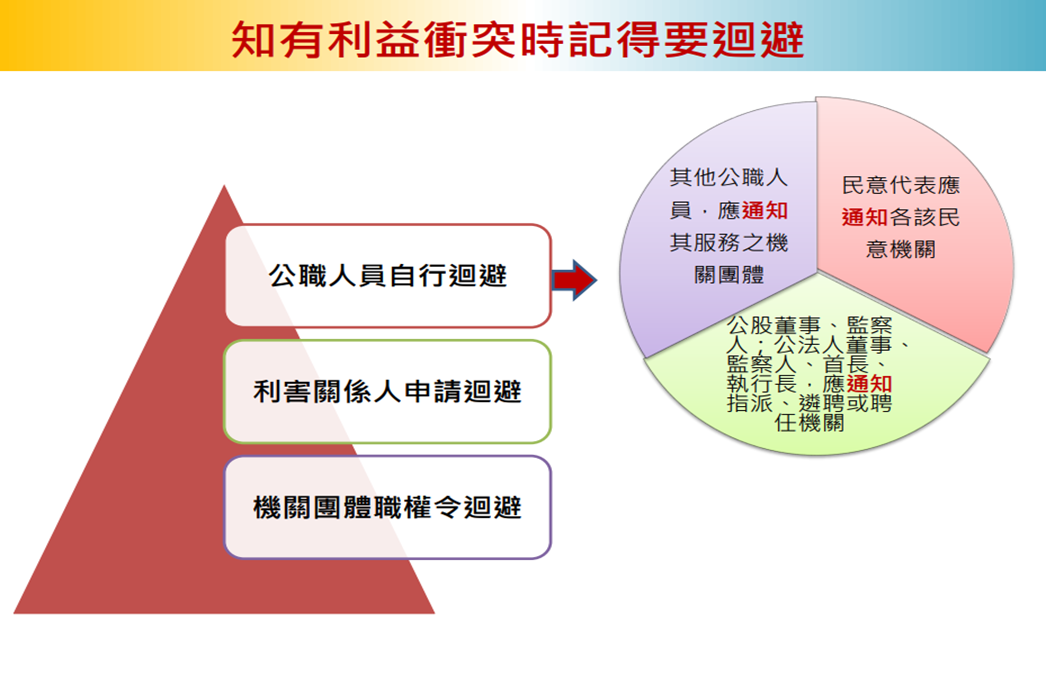 知有利益衝突時記得要迴避
公職人員自行迴避
利害關係人申請迴避
機關團體職權令迴避
其他公職人
員，應通知
其服務之機
關團體
民意代表應
通知各該民
意機關
公股董事、監察
人；公法人董事、
監察人、首長、
執行長，應通知
指派、遴聘或聘
任機關